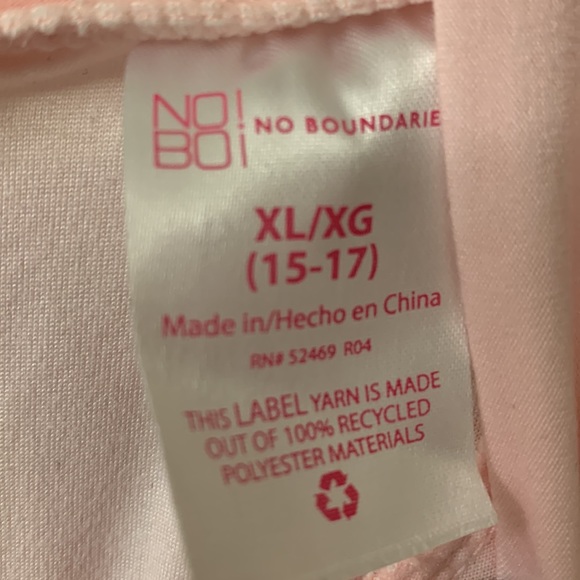 NO!
BO!
NO BOUNDARIE
XL/XG
(15-17)
Made in/Hecho en China
RN# 52469 R04
THIS LABEL YARN IS MADE
OUT OF 100% RECYCLED
POLYESTER MATERIALS